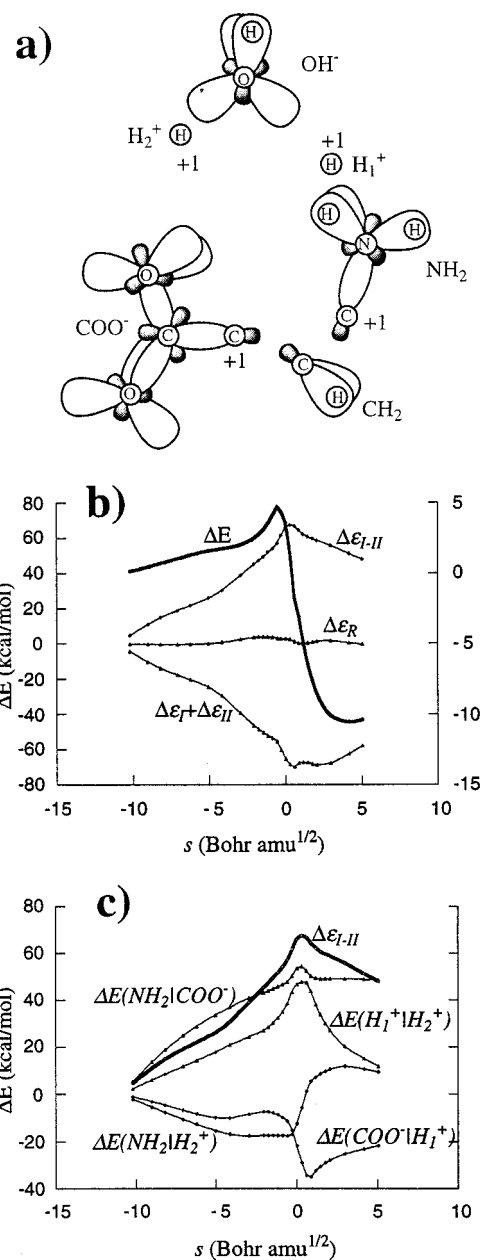 a)
H
O
OH⁻
H₂⁺ H
+1
+1
H H₁⁺
H
H
N
NH₂
O
C +1
COO⁻
C
C
+1
C
O
H
CH₂
b)
80
60
40
20
0
-20
-40
-60
-80
ΔE (kcal/mol)
5
0
-5
-10
-15
ΔE
Δε_I-II
Δε_R
Δε_I+Δε_II
-15 -10 -5 0 5 10
s (Bohr amu^1/2)
c)
80
60
40
20
0
-20
-40
ΔE (kcal/mol)
Δε_I-II
ΔE(NH₂|COO⁻)
ΔE(H₁⁺|H₂⁺)
ΔE(NH₂|H₂⁺)
ΔE(COO⁻|H₁⁺)
-15 -10 -5 0 5 10
s (Bohr amu^1/2)